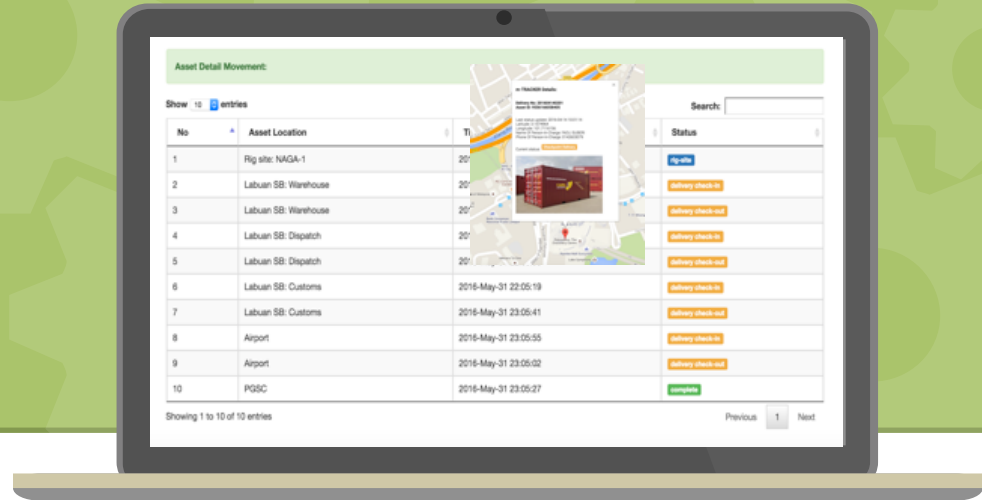 Asset Detail Movement:
Show 10 entries
Search:
No Asset Location Status
1 Rig site: NAGA-1 rig-site
2 Labuan SB: Warehouse delivery check-in
3 Labuan SB: Warehouse delivery check-out
4 Labuan SB: Dispatch delivery check-in
5 Labuan SB: Dispatch delivery check-out
6 Labuan SB: Customs 2016-May-31 22:05:19 delivery check-in
7 Labuan SB: Customs 2016-May-31 23:05:41 delivery check-out
8 Airport 2016-May-31 23:05:55 delivery check-in
9 Airport 2016-May-31 23:05:02 delivery check-out
10 PGSC 2016-May-31 23:05:27 complete
Showing 1 to 10 of 10 entries
Previous 1 Next
TRACKER Details:
Current status: